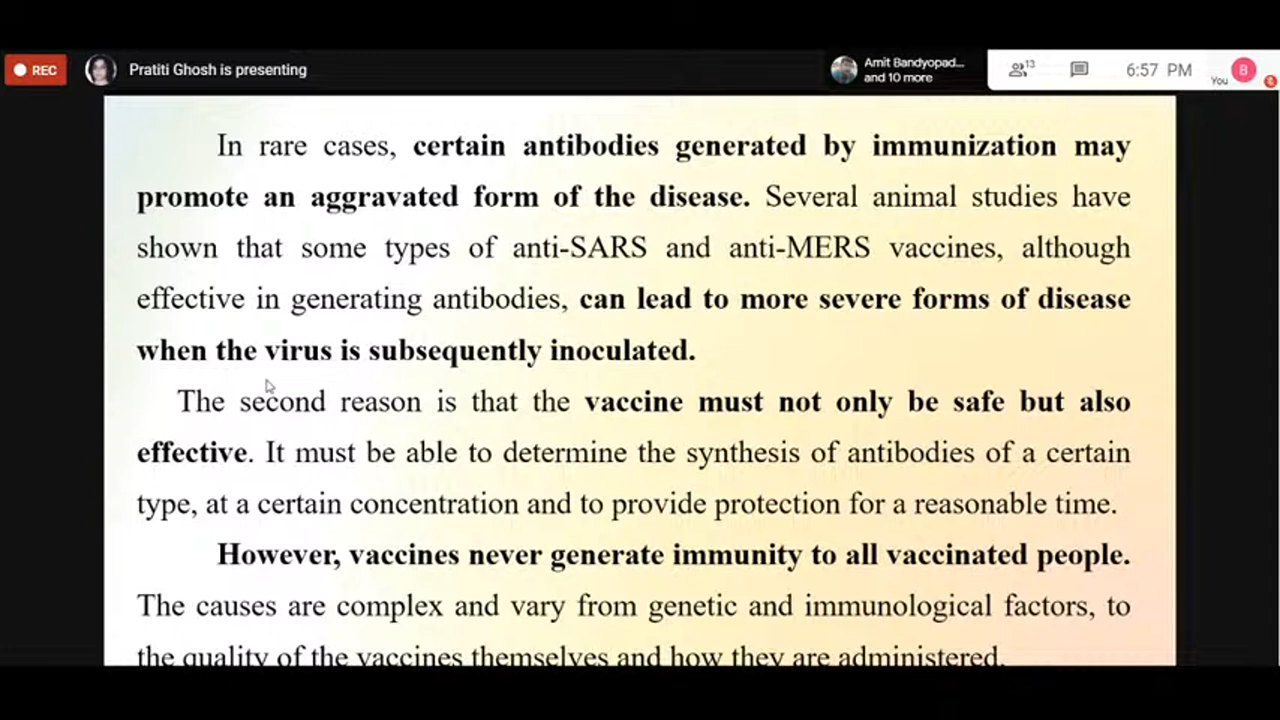 REC
Pratiti Ghosh is presenting
Amit Bandyopad...
and 10 more
13
6:57 PM
You
B
In rare cases, certain antibodies generated by immunization may
promote an aggravated form of the disease. Several animal studies have
shown that some types of anti-SARS and anti-MERS vaccines, although
effective in generating antibodies, can lead to more severe forms of disease
when the virus is subsequently inoculated.
The second reason is that the vaccine must not only be safe but also
effective. It must be able to determine the synthesis of antibodies of a certain
type, at a certain concentration and to provide protection for a reasonable time.
However, vaccines never generate immunity to all vaccinated people.
The causes are complex and vary from genetic and immunological factors, to
the quality of the vaccines themselves and how they are administered.